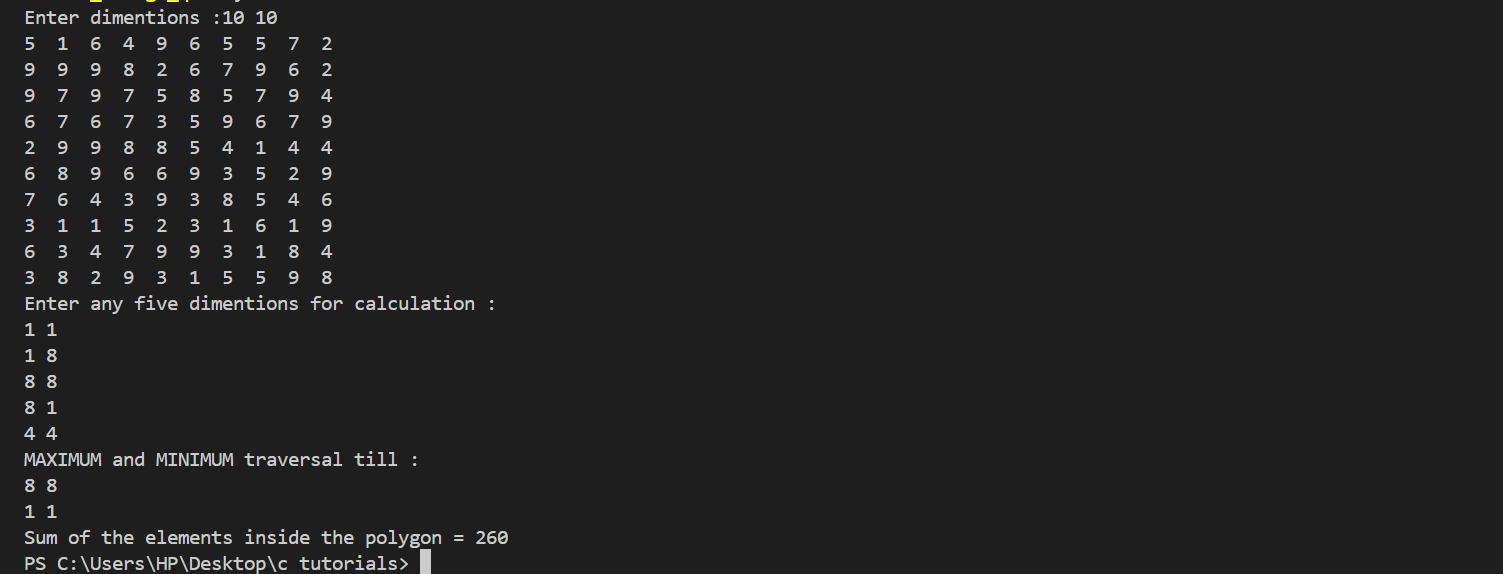 Enter dimentions :10 10
5 1 6 4 9 6 5 5 7 2
9 9 9 8 2 6 7 9 6 2
9 7 9 7 5 8 5 7 9 4
6 7 6 7 3 5 9 6 7 9
2 9 9 8 8 5 4 1 4 4
6 8 9 6 6 9 3 5 2 9
7 6 4 3 9 3 8 5 4 6
3 1 1 5 2 3 1 6 1 9
6 3 4 7 9 9 3 1 8 4
3 8 2 9 3 1 5 5 9 8
Enter any five dimentions for calculation :
1 1
1 8
8 8
8 1
4 4
MAXIMUM and MINIMUM traversal till :
8 8
1 1
Sum of the elements inside the polygon = 260
PS C:\Users\HP\Desktop\c tutorials>